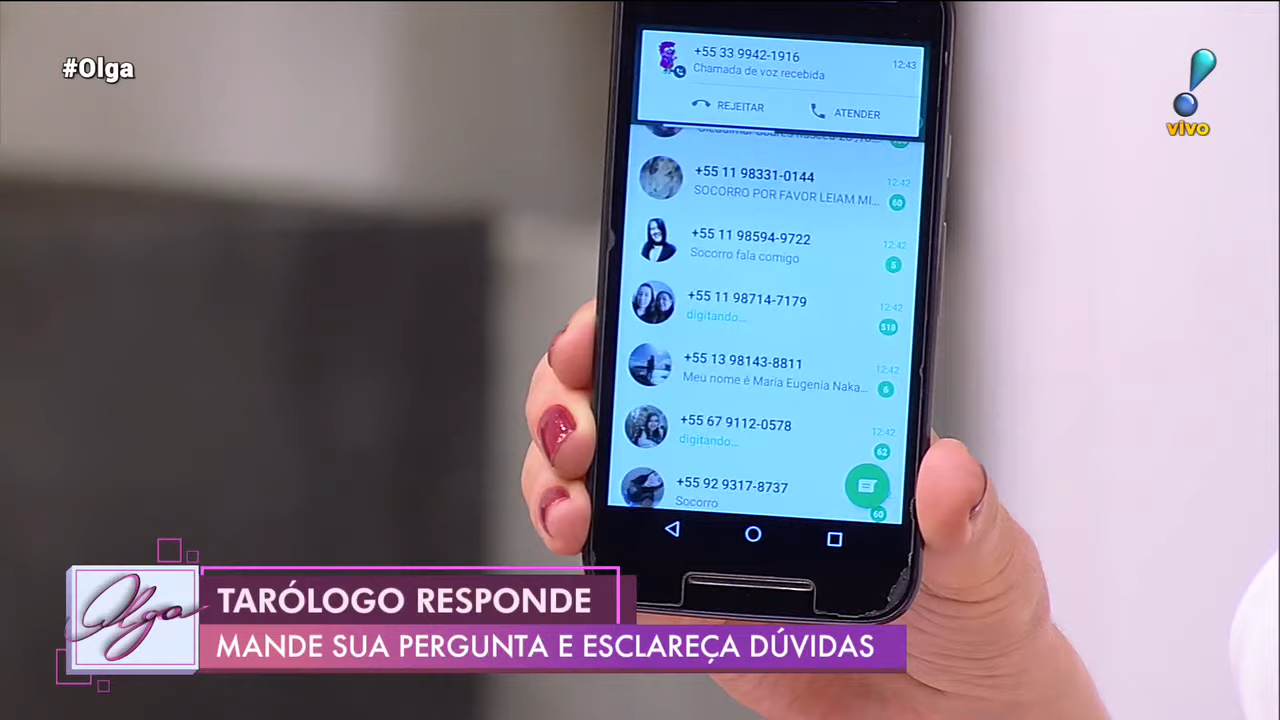 #Olga
vivo
+55 33 9942-1916
12:43
Chamada de voz recebida
REJEITAR
ATENDER
+55 11 98331-0144
12:42
SOCORRO POR FAVOR LEIAM MI...
60
+55 11 98594-9722
12:42
Socorro fala comigo
5
+55 11 98714-7179
12:42
digitando...
519
+55 13 98143-8811
12:42
Meu nome é Maria Eugenia Naka...
6
+55 67 9112-0578
12:42
digitando...
62
+55 92 9317-8737
Socorro
60
Olga
TARÓLOGO RESPONDE
MANDE SUA PERGUNTA E ESCLAREÇA DÚVIDAS